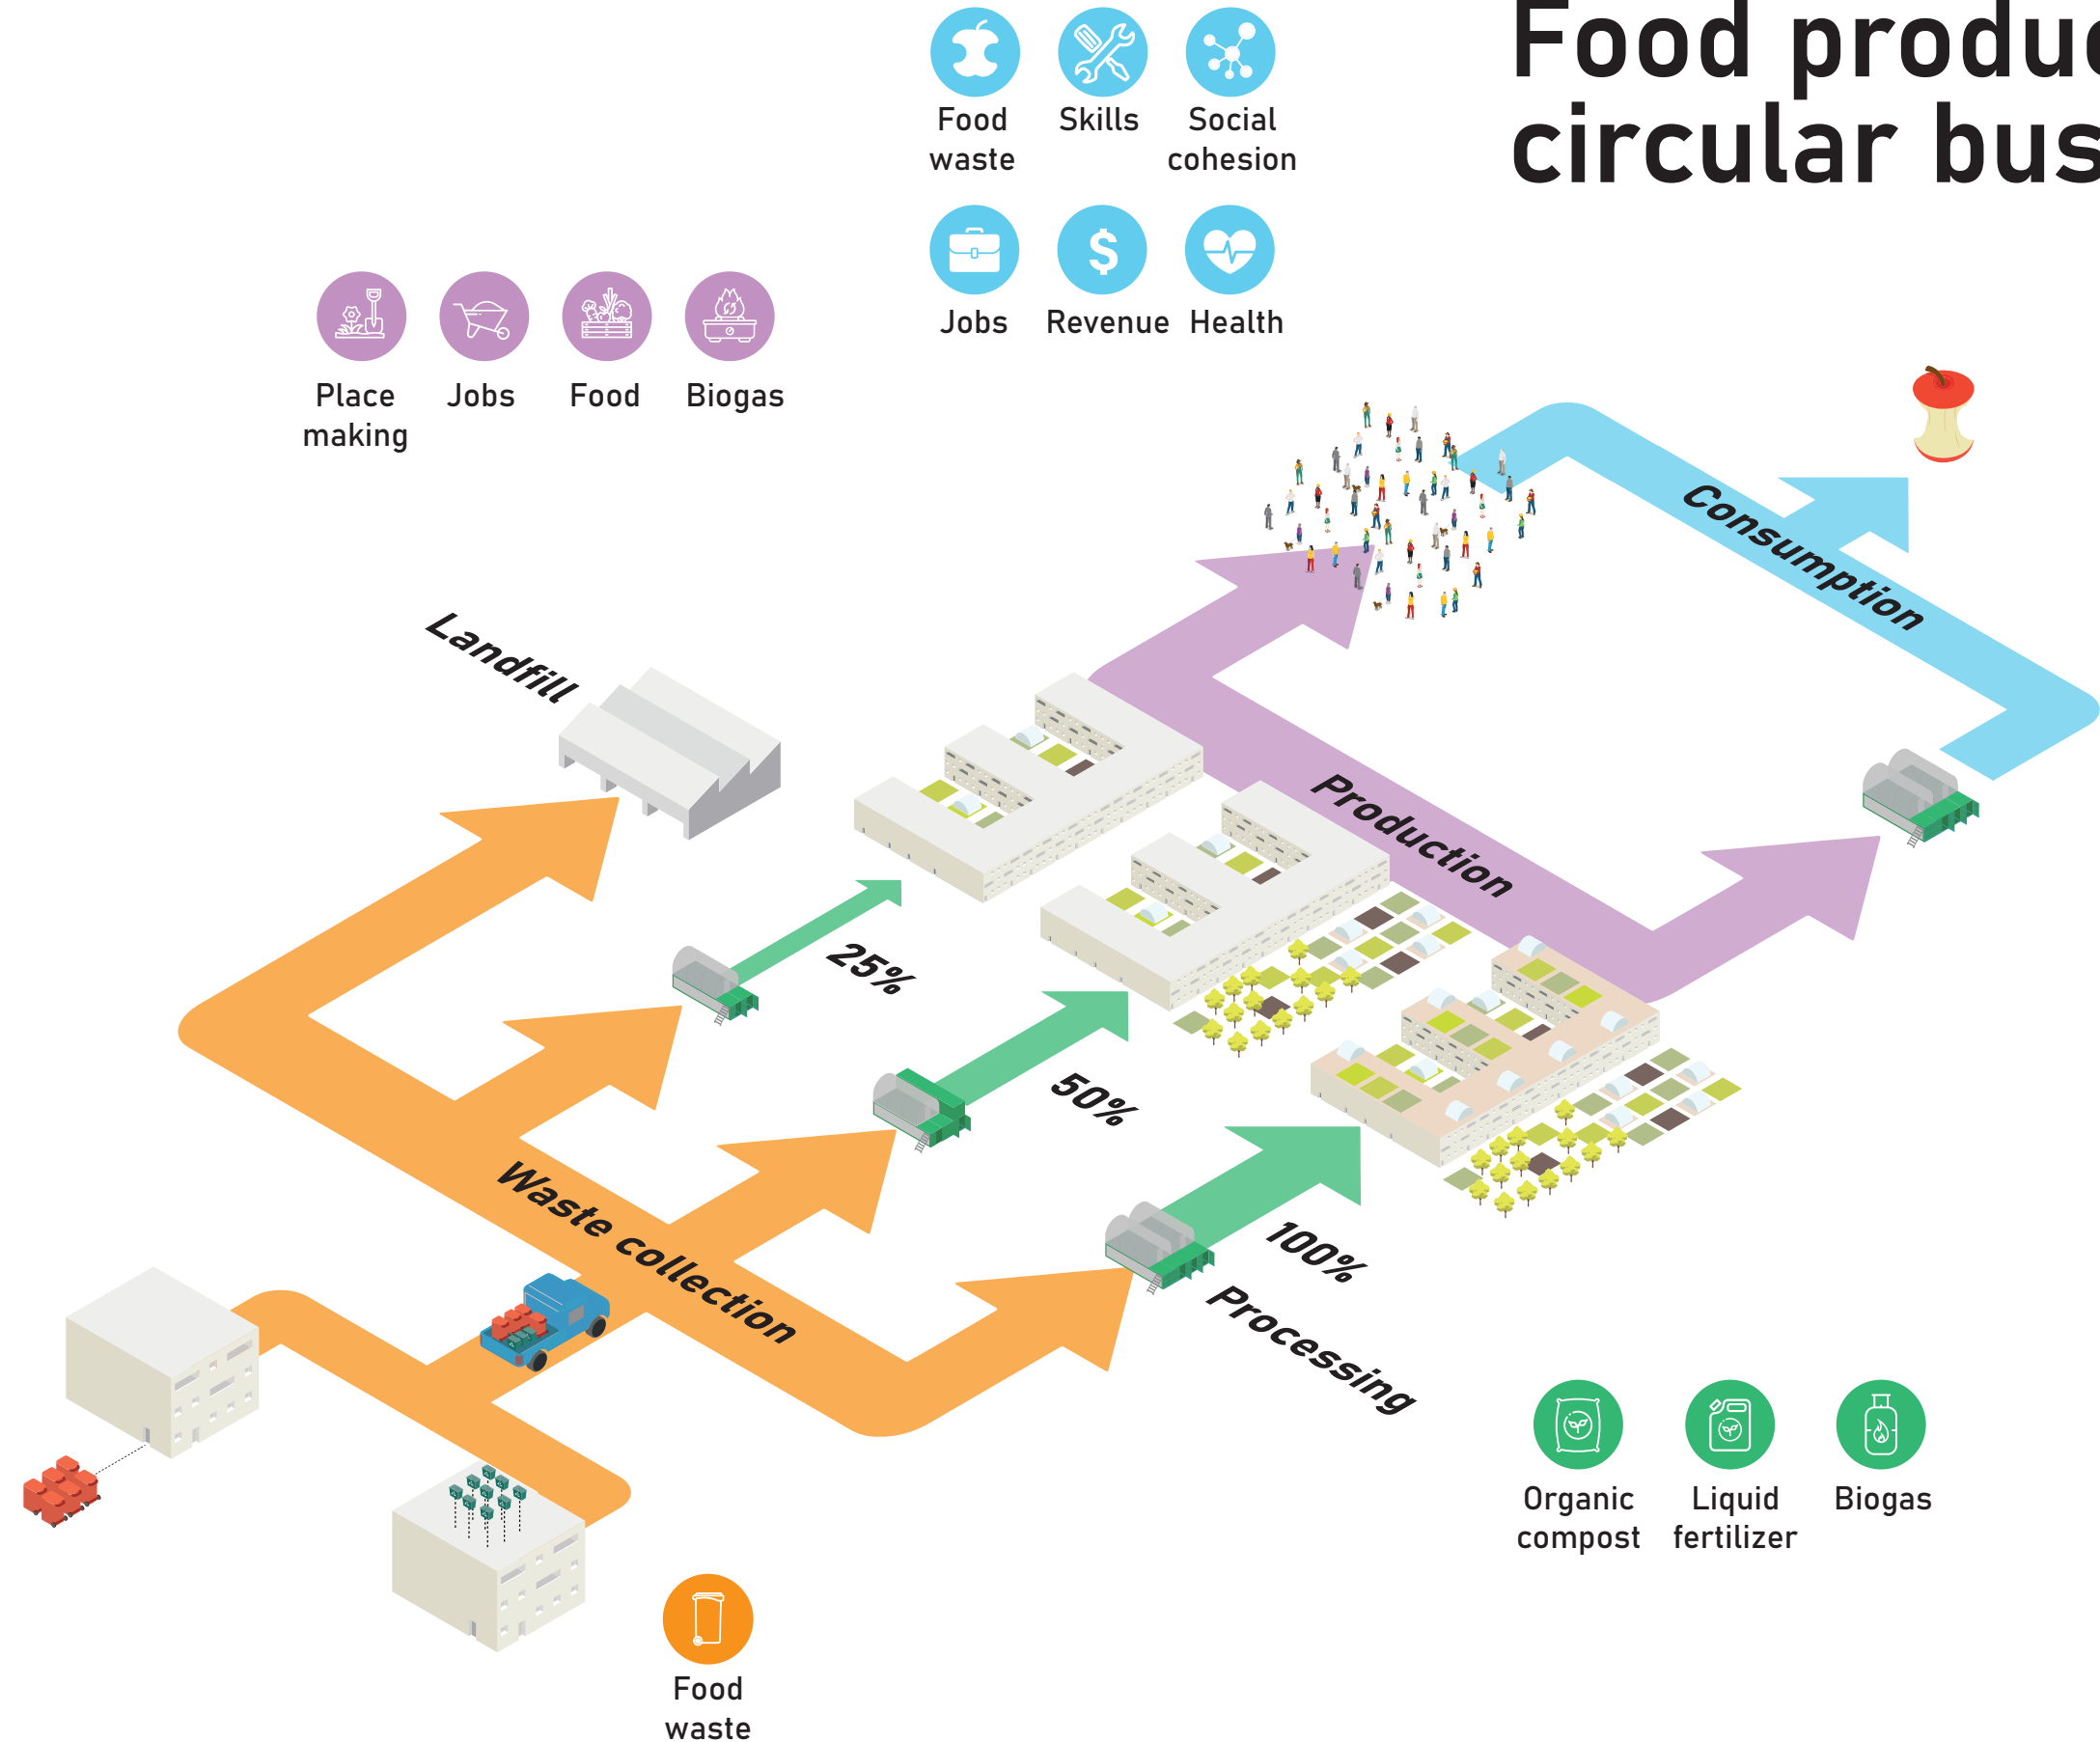 Food produc
circular bus
Food
waste
Skills
Social
cohesion
Jobs
Revenue
Health
Place
making
Jobs
Food
Biogas
Consumption
Landfill
Production
25%
50%
100%
Waste collection
Processing
Organic
compost
Liquid
fertilizer
Biogas
Food
waste